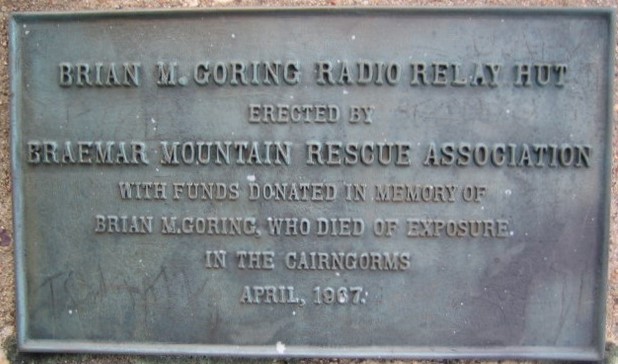 BRIAN M. GORING RADIO RELAY HUT
ERECTED BY
BRAEMAR MOUNTAIN RESCUE ASSOCIATION
WITH FUNDS DONATED IN MEMORY OF
BRIAN M.GORING, WHO DIED OF EXPOSURE
IN THE CAIRNGORMS
APRIL, 1967.